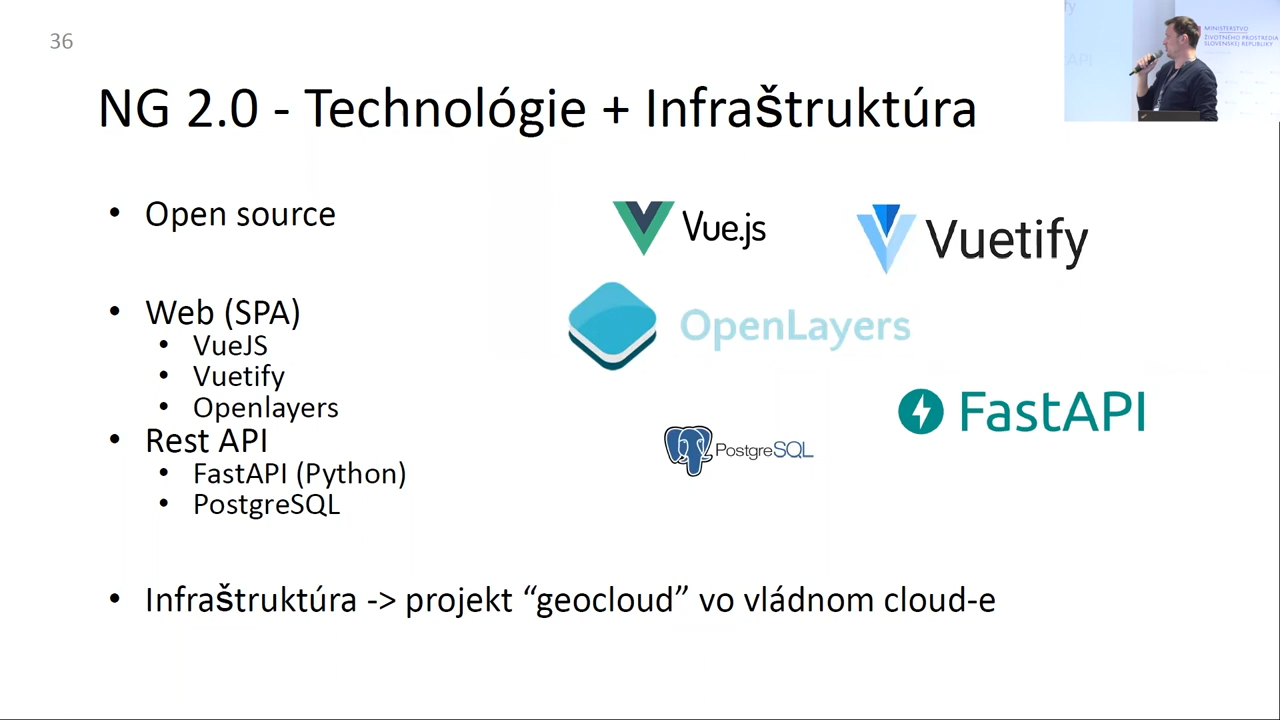 36
NG 2.0 - Technológie + Infraštruktúra
MINISTERSTVO
ŽIVOTNÉHO PROSTREDIA
SLOVENSKEJ REPUBLIKY
• Open source
• Web (SPA)
• VueJS
• Vuetify
• Openlayers
• Rest API
• FastAPI (Python)
• PostgreSQL
• Infraštruktúra -> projekt “geocloud” vo vládnom cloud-e
Vue.js
Vuetify
OpenLayers
FastAPI
PostgreSQL